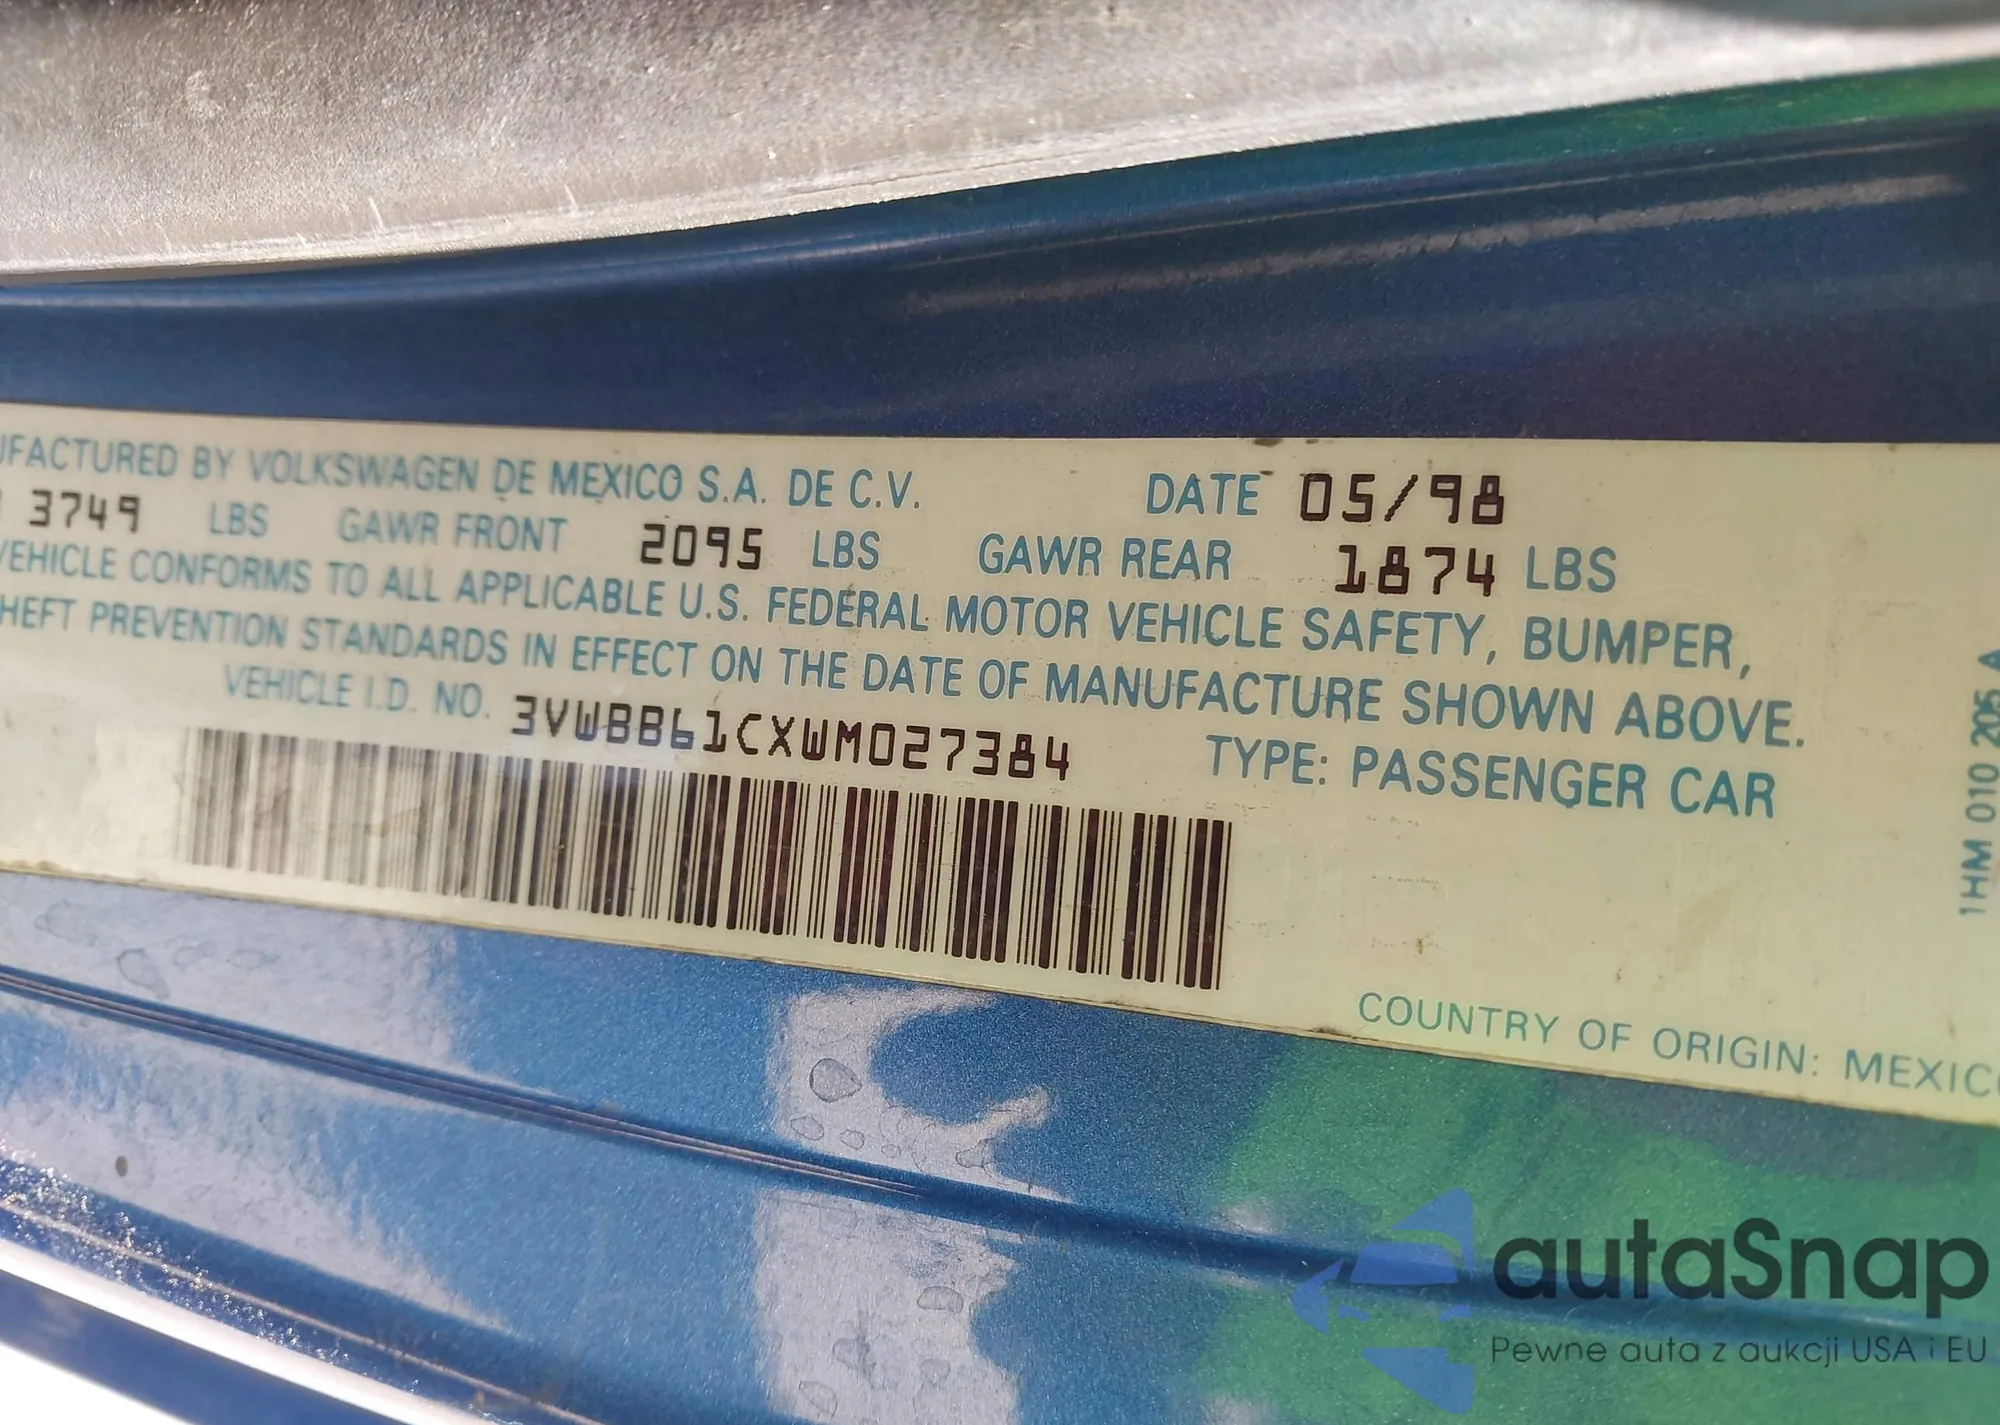 UFACTURED BY VOLKSWAGEN DE MEXICO S.A. DE C.V. DATE 05/98
3749 LBS GAWR FRONT 2095 LBS GAWR REAR 1874 LBS
VEHICLE CONFORMS TO ALL APPLICABLE U.S. FEDERAL MOTOR VEHICLE SAFETY, BUMPER,
HEFT PREVENTION STANDARDS IN EFFECT ON THE DATE OF MANUFACTURE SHOWN ABOVE.
VEHICLE I.D. NO. 3VWBB61CXWM027384 TYPE: PASSENGER CAR
COUNTRY OF ORIGIN: MEXICO
1HM 010 205 A
autaSnap
Pewne auta z aukcji USA i EU